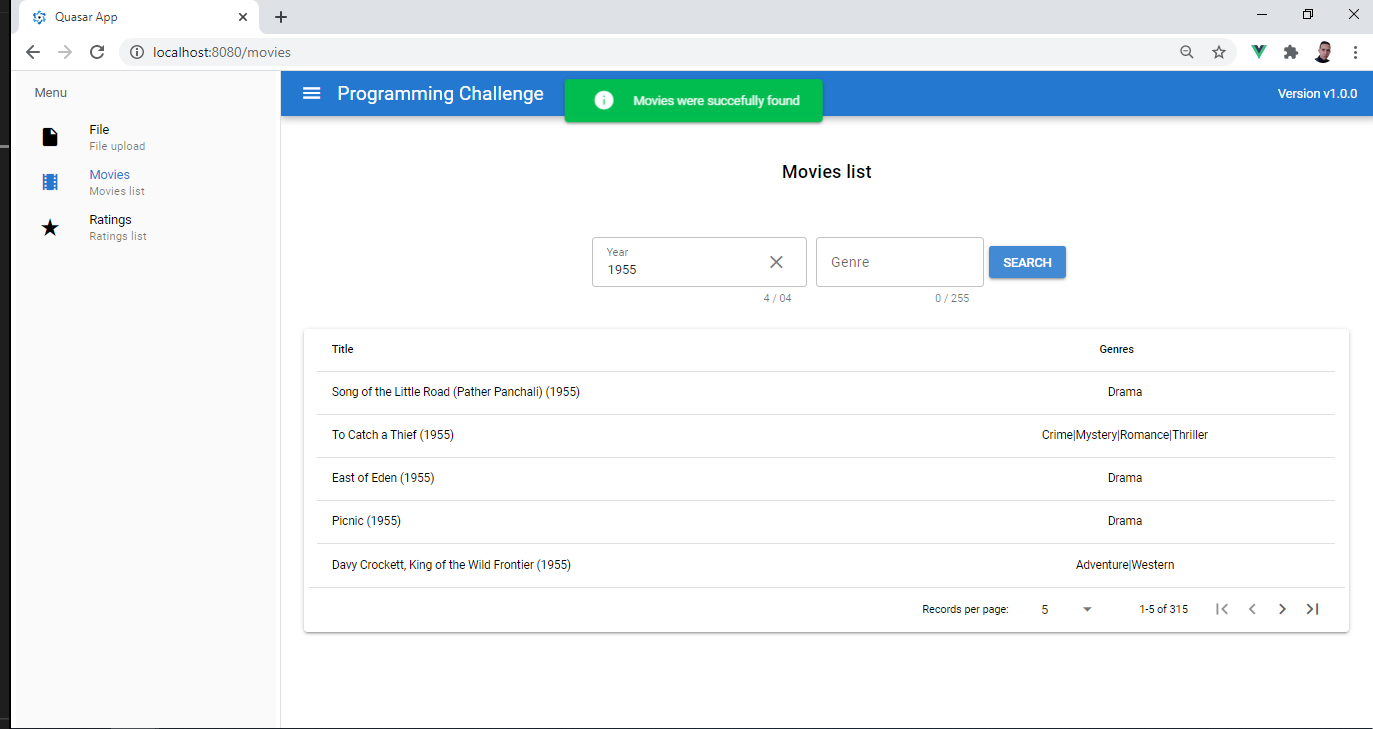 Quasar App
localhost:8080/movies
Menu
File
File upload
Movies
Movies list
Ratings
Ratings list
Programming Challenge
Movies were succefully found
Version v1.0.0
Movies list
Year
1955
4 / 04
Genre
0 / 255
SEARCH
Title Genres
Song of the Little Road (Pather Panchali) (1955) Drama
To Catch a Thief (1955) Crime|Mystery|Romance|Thriller
East of Eden (1955) Drama
Picnic (1955) Drama
Davy Crockett, King of the Wild Frontier (1955) Adventure|Western
Records per page: 5 1-5 of 315